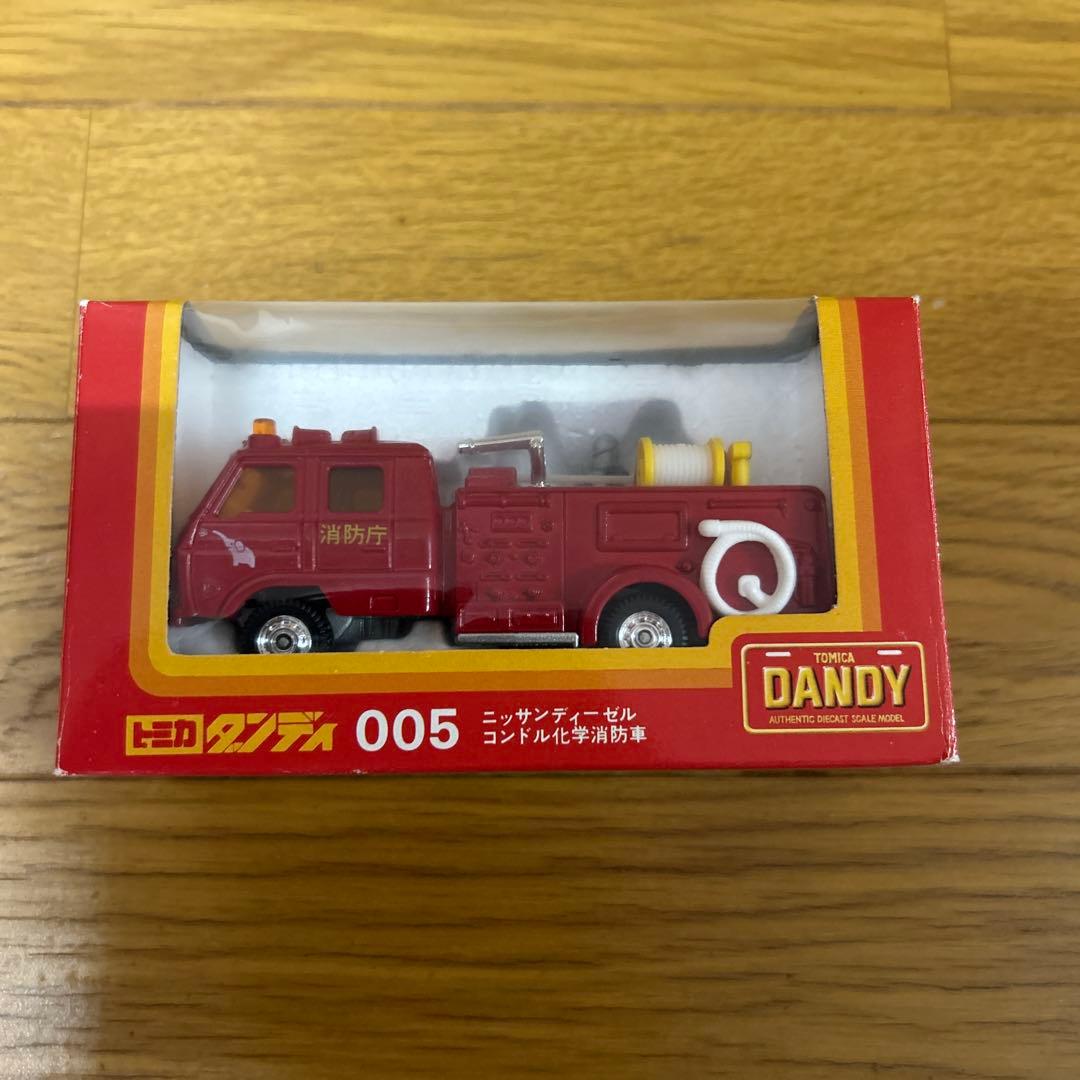 消防庁
トミカ ダンディ 005 ニッサンディーゼル
コンドル化学消防車
TOMICA
DANDY
AUTHENTIC DIECAST SCALE MODEL